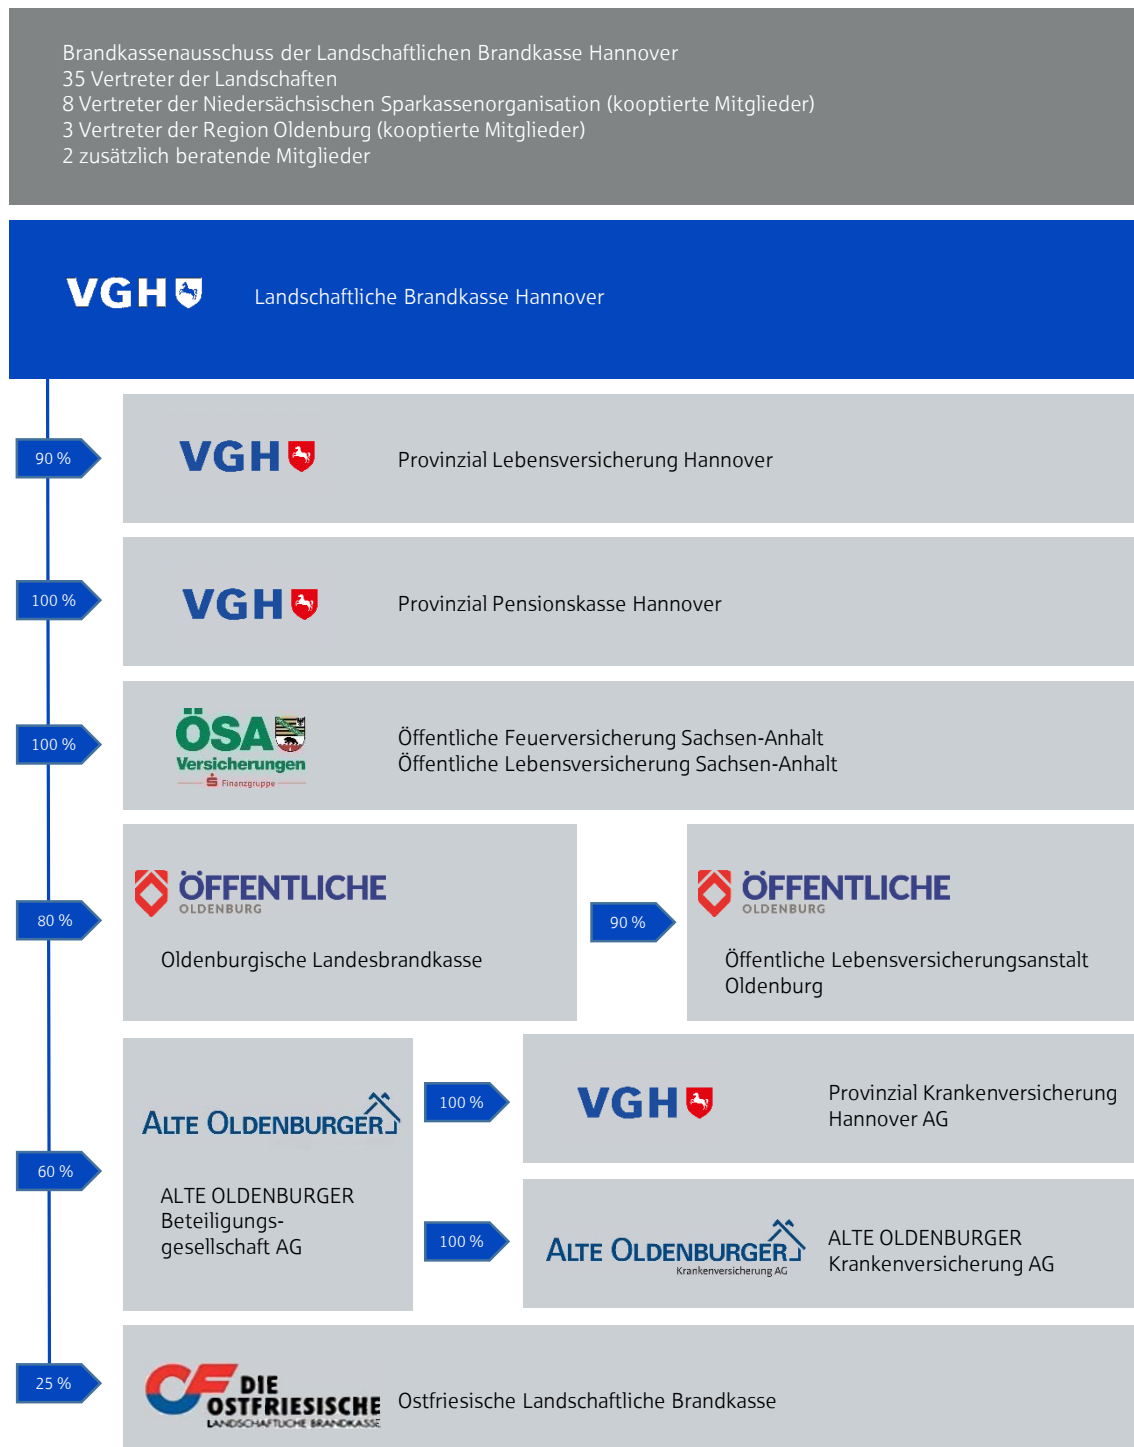 Brandkassenausschuss der Landschaftlichen Brandkasse Hannover
35 Vertreter der Landschaften
8 Vertreter der Niedersächsischen Sparkassenorganisation (kooptierte Mitglieder)
3 Vertreter der Region Oldenburg (kooptierte Mitglieder)
2 zusätzlich beratende Mitglieder
VGH
Landschaftliche Brandkasse Hannover
90 %
VGH
Provinzial Lebensversicherung Hannover
100 %
VGH
Provinzial Pensionskasse Hannover
100 %
ÖSA
Versicherungen
Finanzgruppe
Öffentliche Feuerversicherung Sachsen-Anhalt
Öffentliche Lebensversicherung Sachsen-Anhalt
80 %
ÖFFENTLICHE
OLDENBURG
Oldenburgische Landesbrandkasse
90 %
ÖFFENTLICHE
OLDENBURG
Öffentliche Lebensversicherungsanstalt
Oldenburg
60 %
ALTE OLDENBURGER
ALTE OLDENBURGER
Beteiligungs-
gesellschaft AG
100 %
VGH
Provinzial Krankenversicherung
Hannover AG
100 %
ALTE OLDENBURGER
Krankenversicherung AG
ALTE OLDENBURGER
Krankenversicherung AG
25 %
DIE
OSTFRIESISCHE
LANDSCHAFTLICHE BRANDKASSE
Ostfriesische Landschaftliche Brandkasse